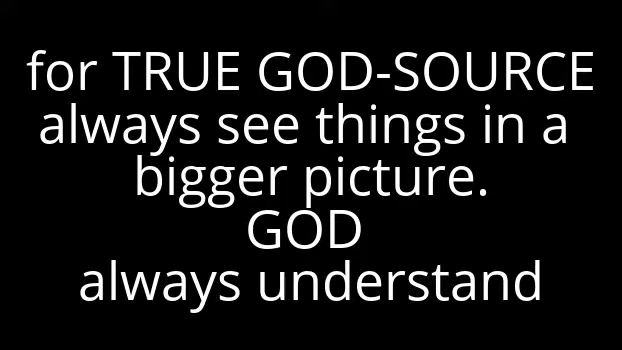 for TRUE GOD-SOURCE
always see things in a
bigger picture.
GOD
always understand